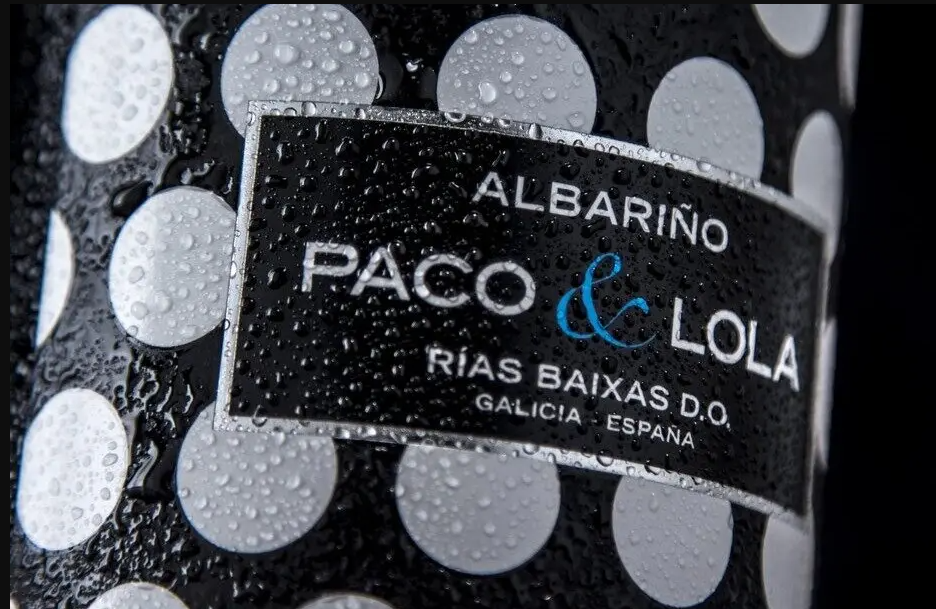 ALBARIÑO
PACO & LOLA
RÍAS BAIXAS D.O.
GALICIA - ESPAÑA